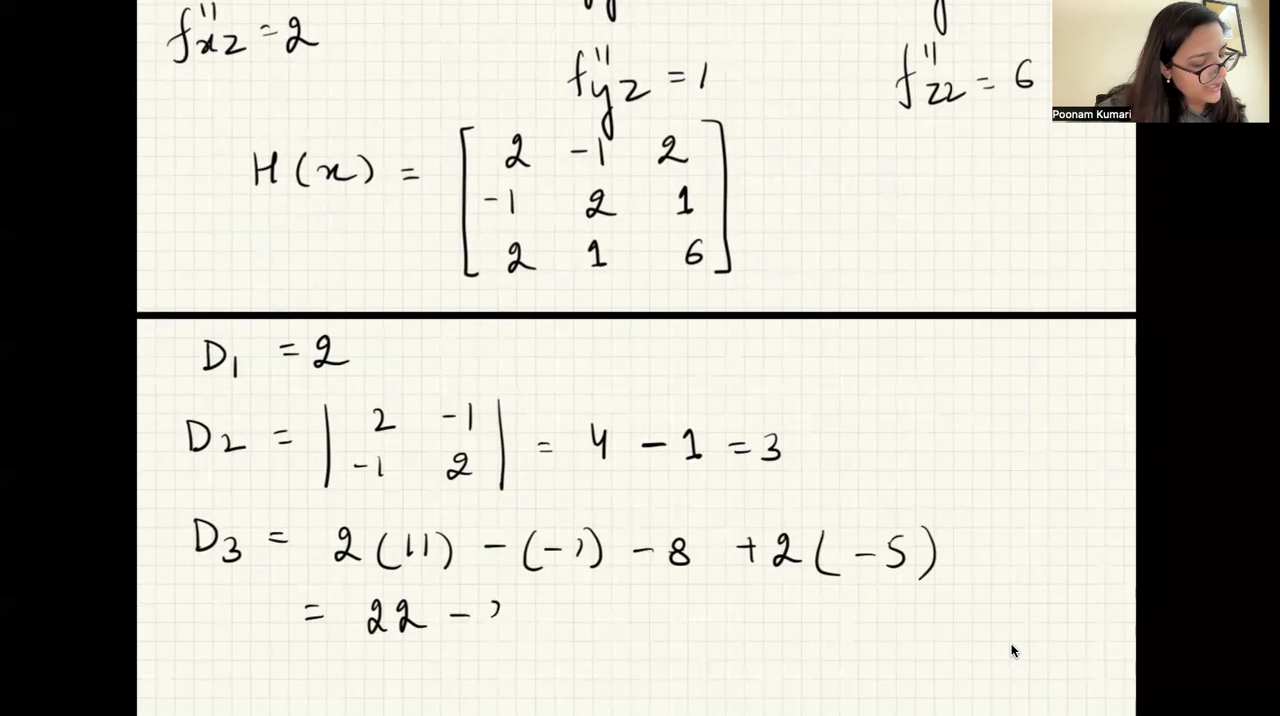 f''xz = 2
f''yz = 1
f''zz = 6
Poonam Kumari
H(x) = [ 2 -1 2
-1 2 1
2 1 6 ]
D1 = 2
D2 = | 2 -1
-1 2 | = 4 - 1 = 3
D3 = 2(11) - (-1) - 8 + 2(-5)
= 22 -